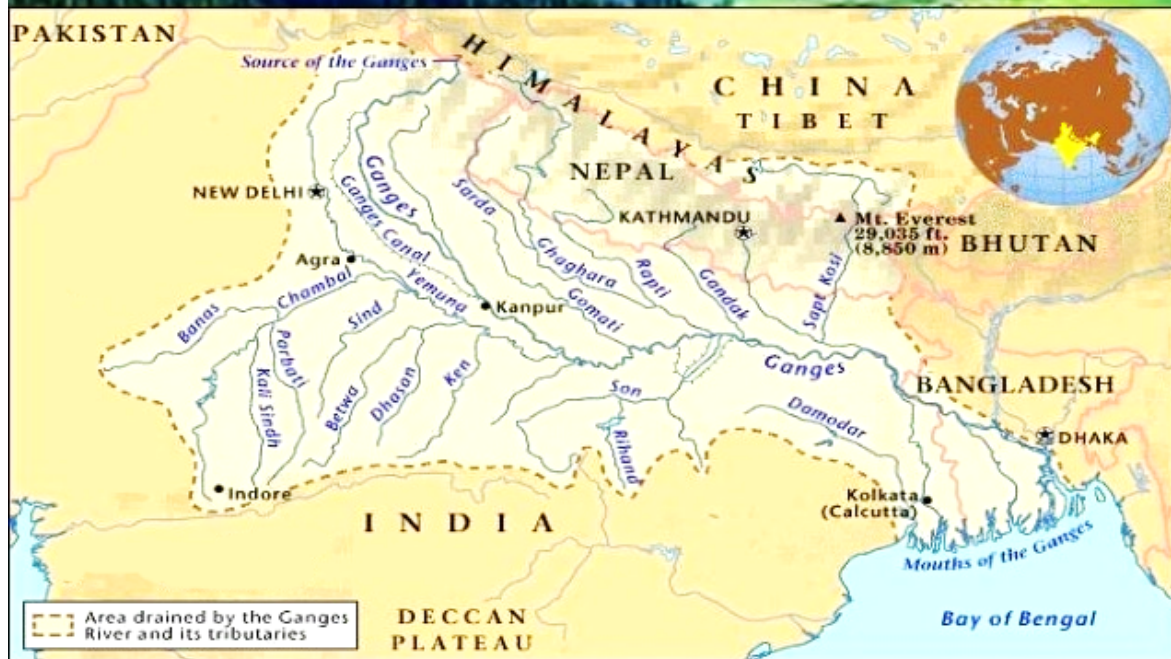 PAKISTAN
Source of the Ganges
HIMALAYAS
CHINA
TIBET
NEPAL
NEW DELHI
Ganges
Ganges Canal
Sarda
KATHMANDU
Mt. Everest
29,035 ft.
(8,850 m)
BHUTAN
Agra
Ghaghara
Rapti
Gandak
Sapt Kosi
Chambal
Yemuna
Kanpur
Gomati
Banas
Sind
Parbati
Kali Sindh
Betwa
Dhasan
Ken
Son
Ganges
BANGLADESH
Rihand
Damodar
DHAKA
Indore
Kolkata
(Calcutta)
INDIA
Mouths of the Ganges
Area drained by the Ganges
River and its tributaries
DECCAN
PLATEAU
Bay of Bengal